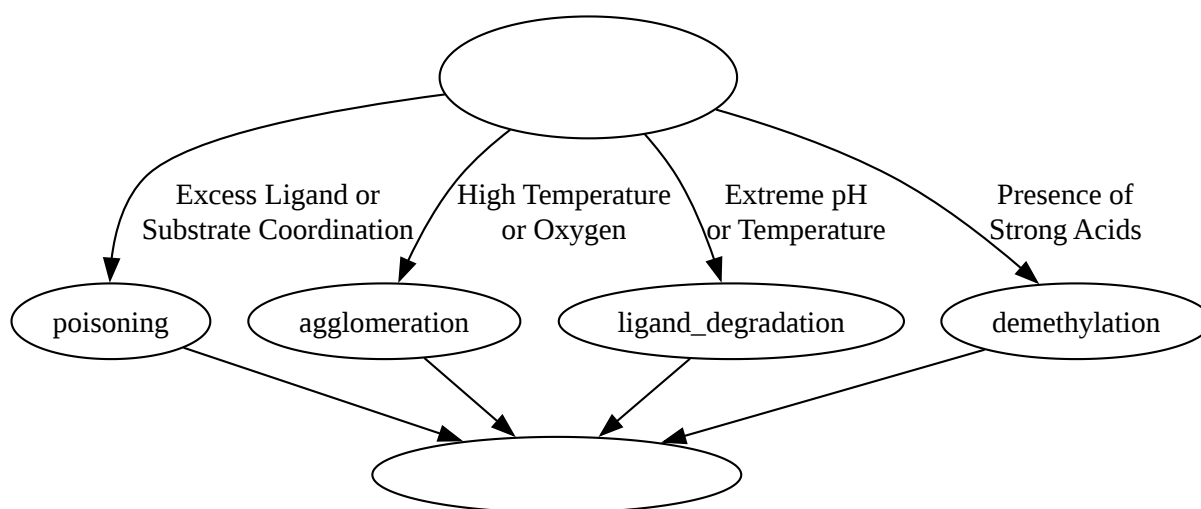 Excess Ligand or
Substrate Coordination
High Temperature
or Oxygen
Extreme pH
or Temperature
Presence of
Strong Acids
poisoning
agglomeration
ligand_degradation
demethylation